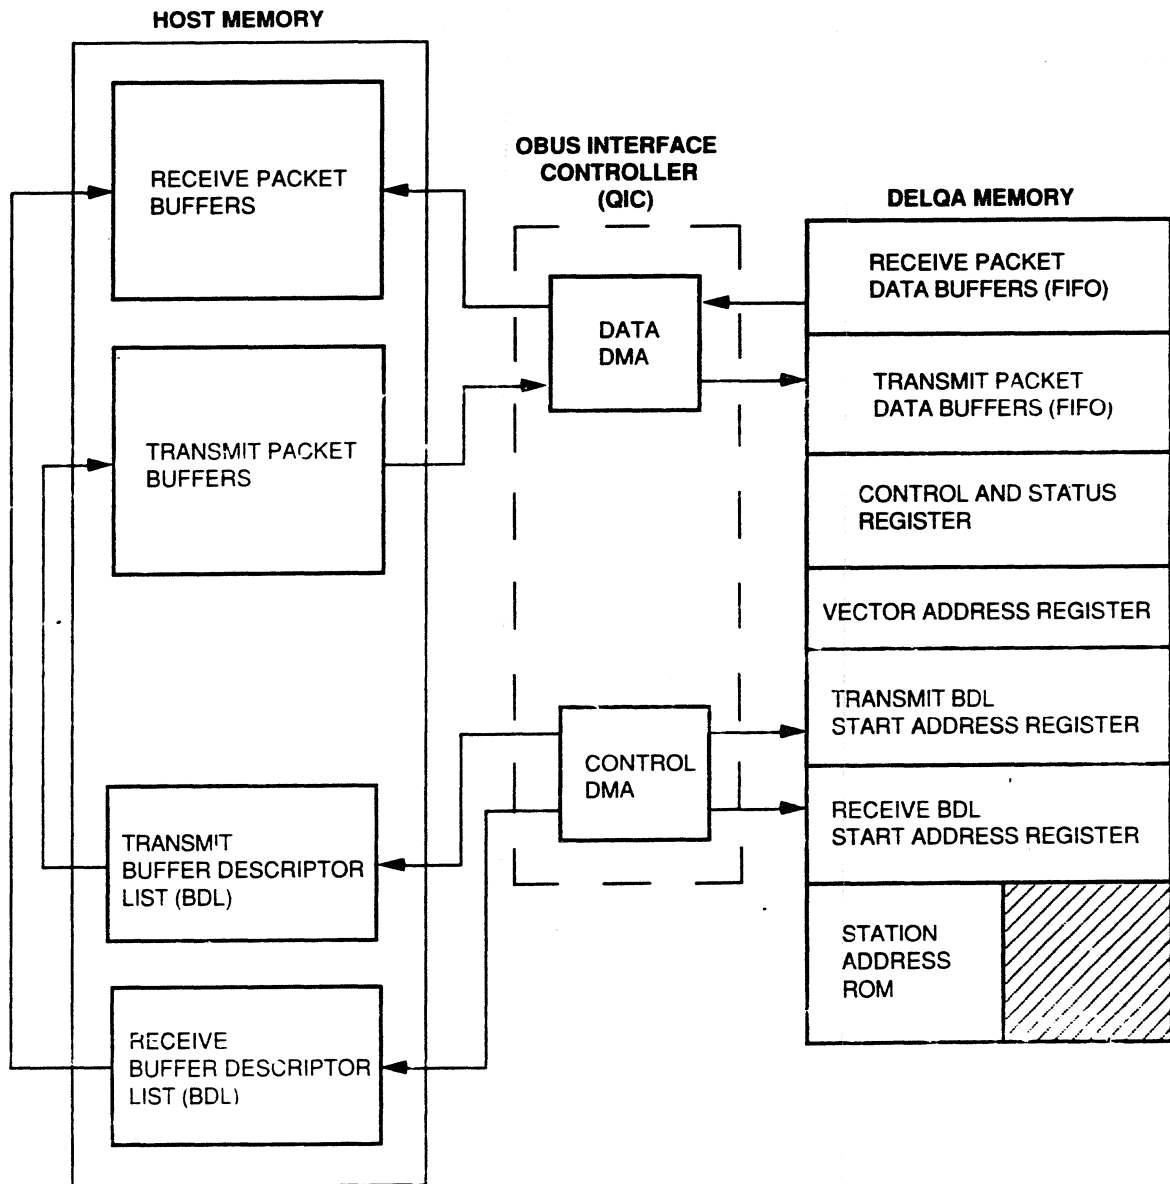 HOST MEMORY
RECEIVE PACKET
BUFFERS
TRANSMIT PACKET
BUFFERS
TRANSMIT
BUFFER DESCRIPTOR
LIST (BDL)
RECEIVE
BUFFER DESCRIPTOR
LIST (BDL)
OBUS INTERFACE
CONTROLLER
(QIC)
DATA
DMA
CONTROL
DMA
DELQA MEMORY
RECEIVE PACKET
DATA BUFFERS (FIFO)
TRANSMIT PACKET
DATA BUFFERS (FIFO)
CONTROL AND STATUS
REGISTER
VECTOR ADDRESS REGISTER
TRANSMIT BDL
START ADDRESS REGISTER
RECEIVE BDL
START ADDRESS REGISTER
STATION
ADDRESS
ROM